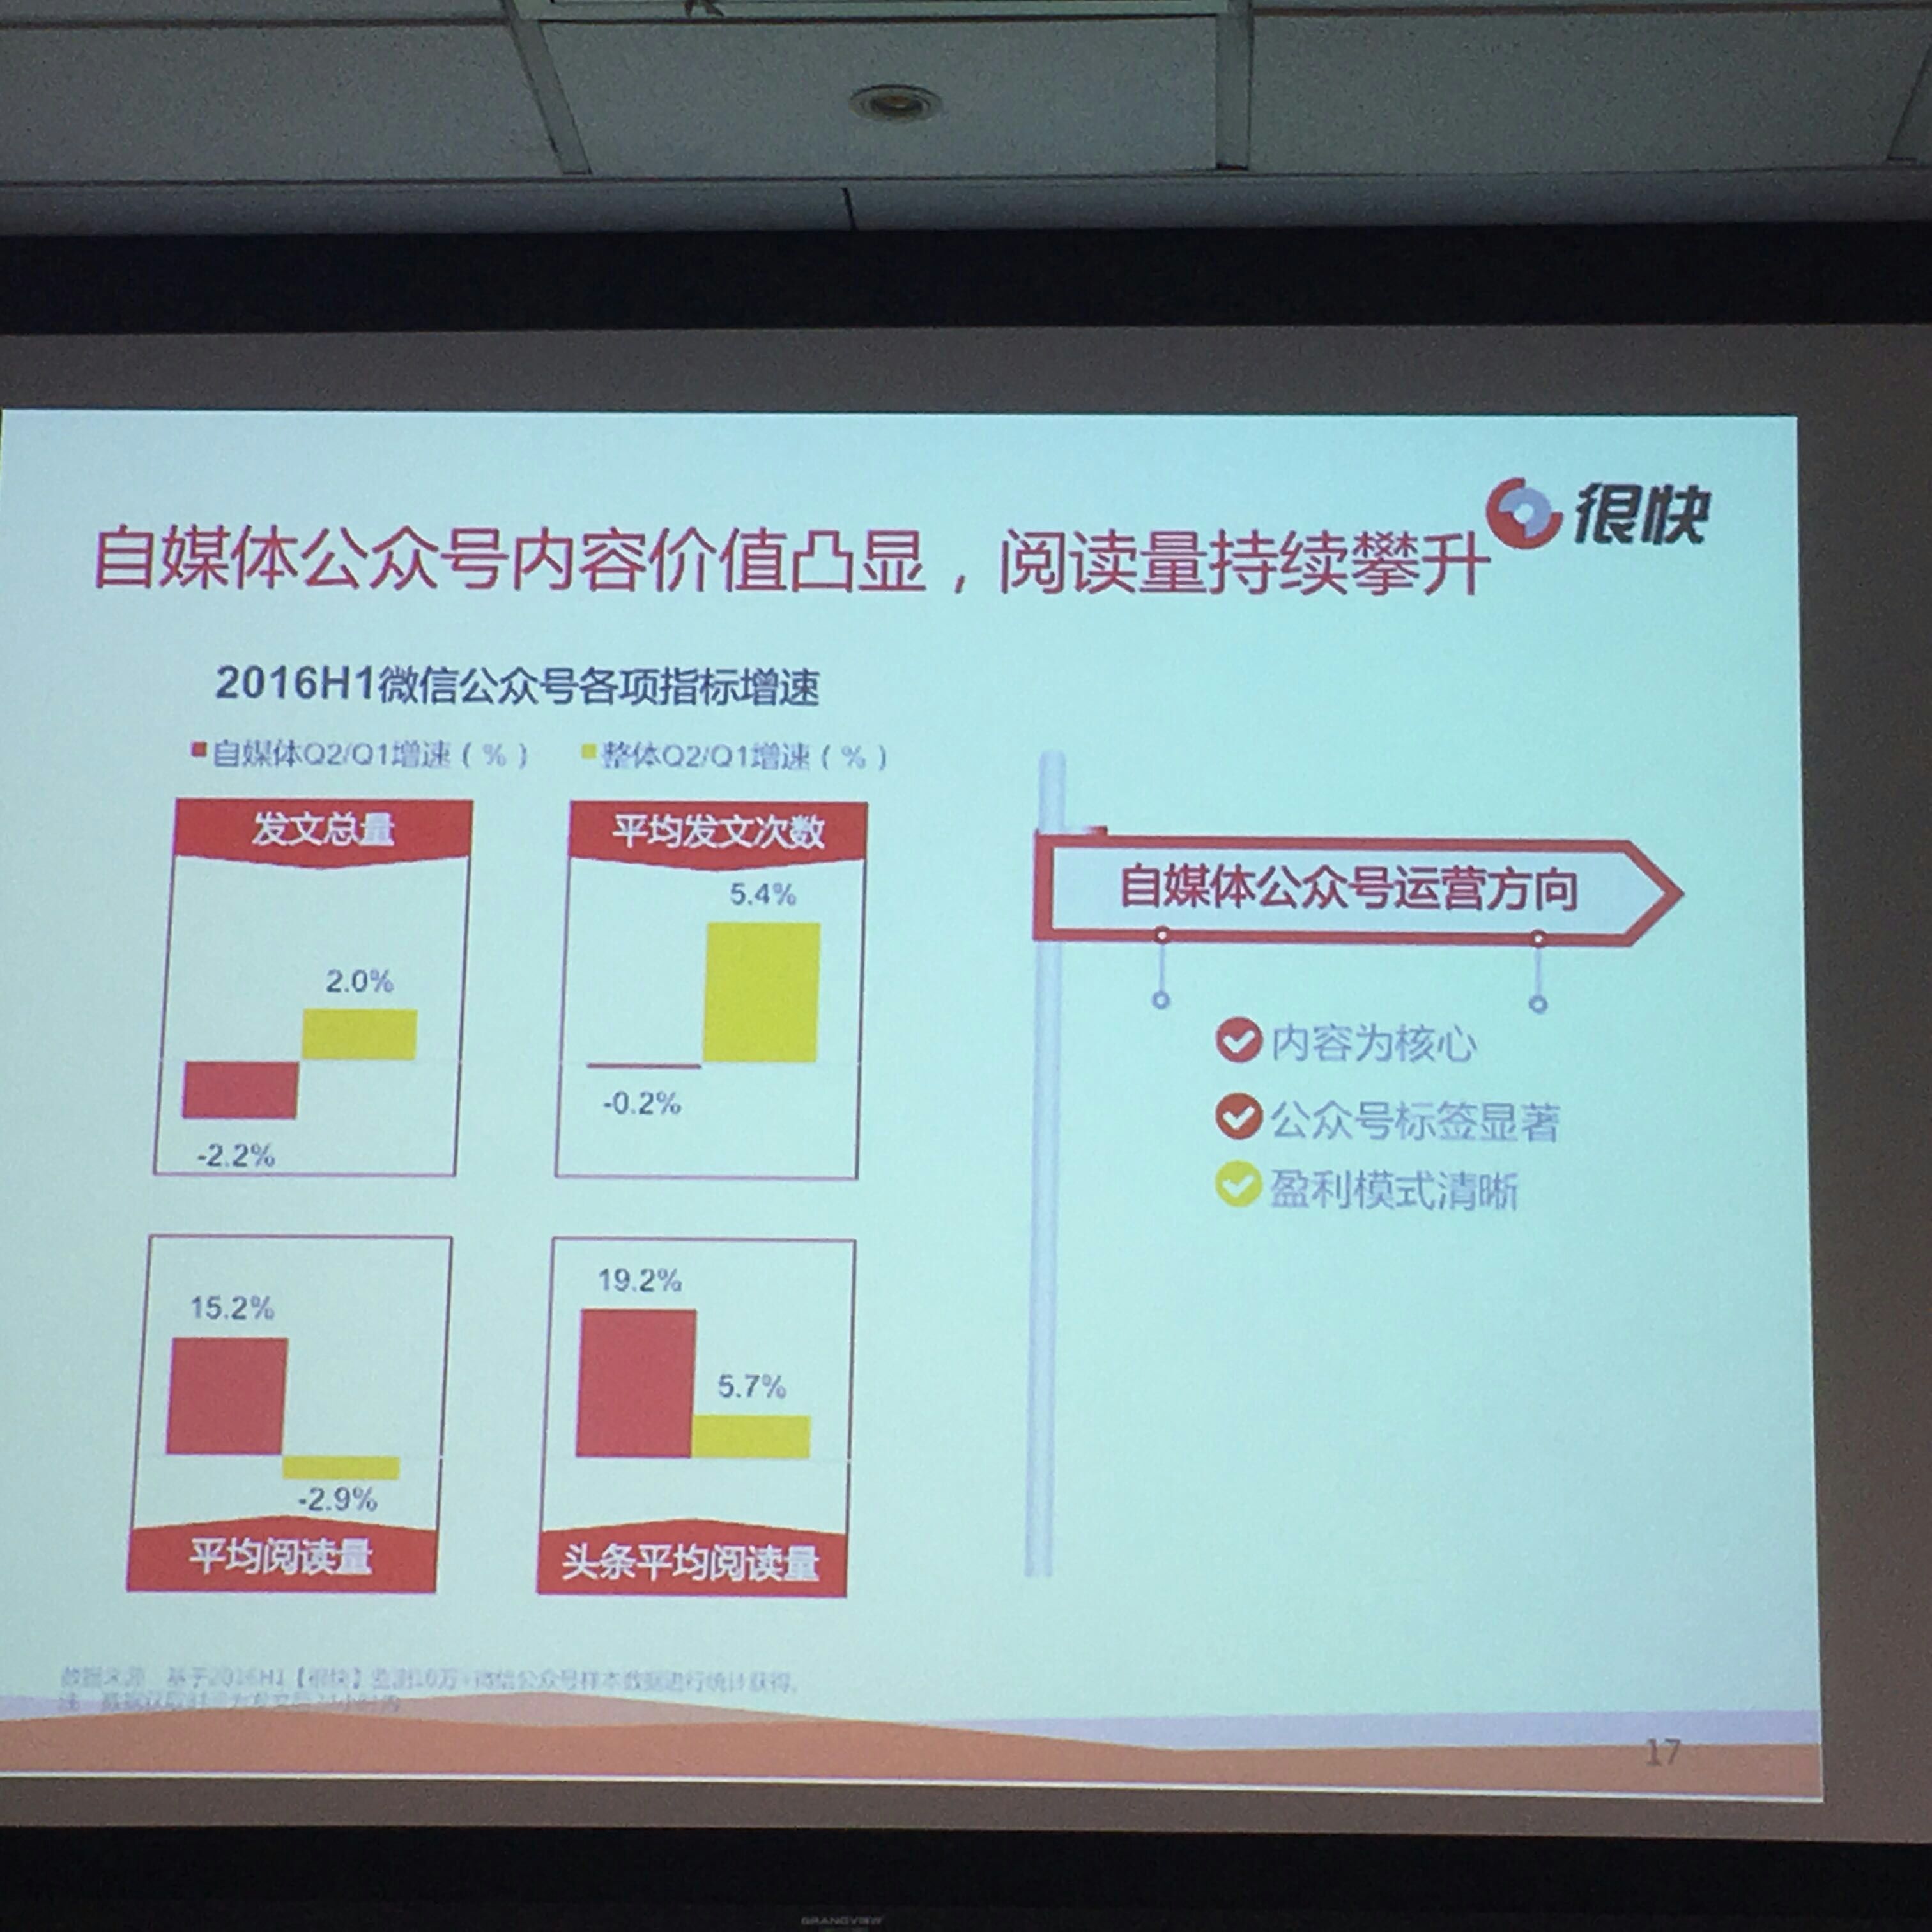 很快
自媒体公众号内容价值凸显，阅读量持续攀升
2016H1微信公众号各项指标增速
自媒体Q2/Q1增速（%） 整体Q2/Q1增速（%）
发文总量
2.0%
-2.2%
平均发文次数
5.4%
-0.2%
15.2%
-2.9%
平均阅读量
19.2%
5.7%
头条平均阅读量
自媒体公众号运营方向
内容为核心
公众号标签显著
盈利模式清晰
数据来源 基于2016H1【很快】监测10万+微信公众号样本数据进行统计获得。
17
GRANDVIEW